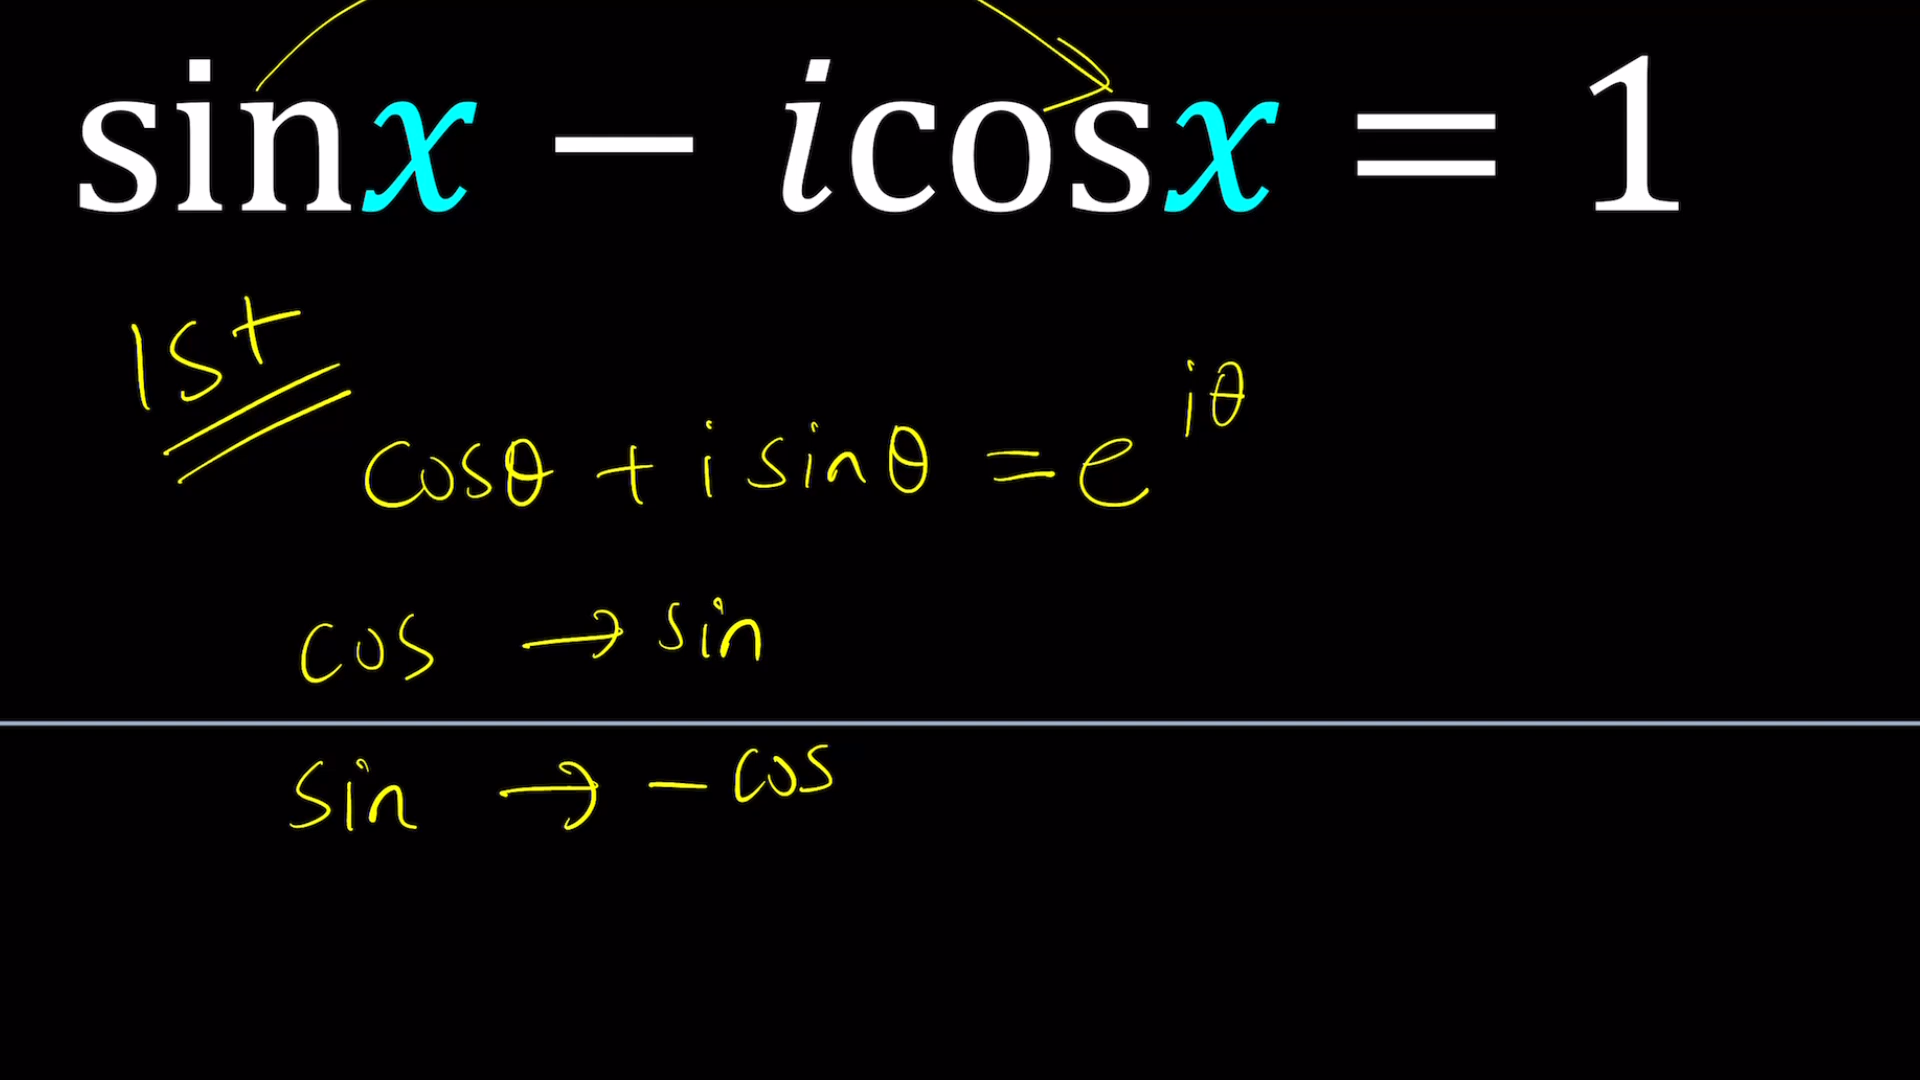 sinx − icosx = 1
1st
cosθ + i sinθ = e^{iθ}
cos → sin
sin → − cos